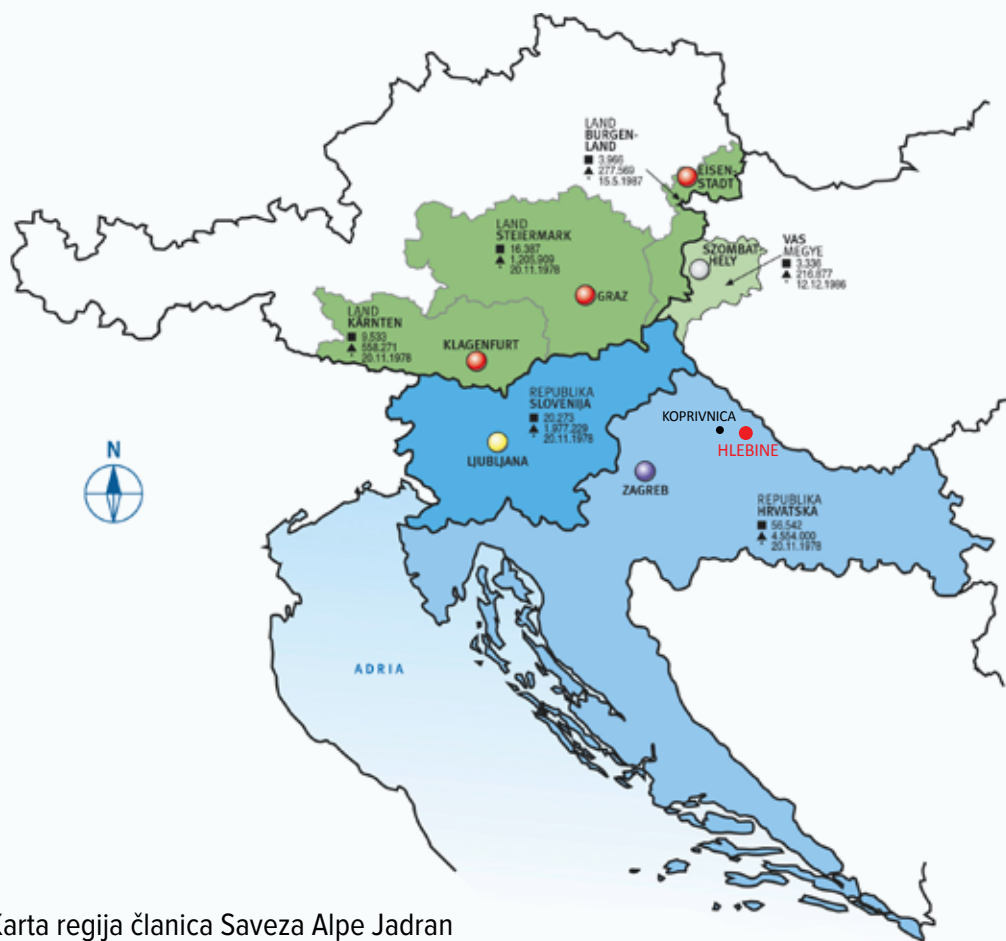 LAND
BURGEN-
LAND
■ 3.966
▲ 277.569
* 15.5.1987
EISEN-
STADT
LAND
STEIERMARK
■ 16.387
▲ 1.205.909
* 20.11.1978
SZOMBAT-
HELY
VAS
MEGYE
■ 3.336
▲ 216.877
* 12.12.1986
GRAZ
LAND
KÄRNTEN
■ 9.533
▲ 558.271
* 20.11.1978
KLAGENFURT
REPUBLIKA
SLOVENIJA
■ 20.273
▲ 1.977.229
* 20.11.1978
LJUBLJANA
KOPRIVNICA
HLEBINE
ZAGREB
REPUBLIKA
HRVATSKA
■ 56.542
▲ 4.554.000
* 20.11.1978
N
ADRIA
Karta regija članica Saveza Alpe Jadran